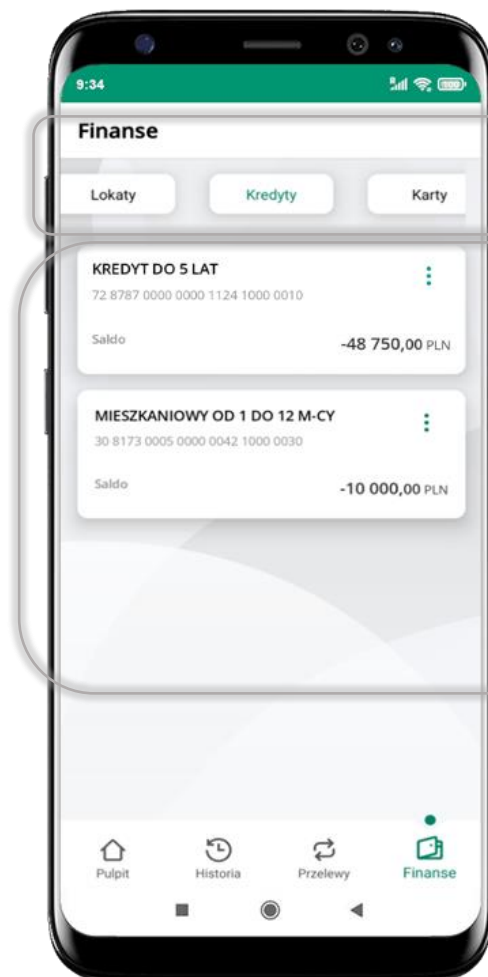 9:34
Finanse
Lokaty
Kredyty
Karty
KREDYT DO 5 LAT
72 8787 0000 0000 1124 1000 0010
Saldo
-48 750,00 PLN
MIESZKANIOWY OD 1 DO 12 M-CY
30 8173 0005 0000 0042 1000 0030
Saldo
-10 000,00 PLN
Pulpit
Historia
Przelewy
Finanse